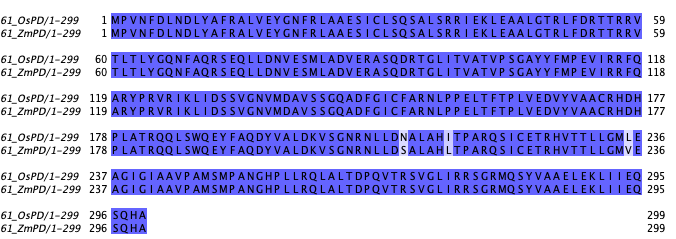 61_OsPD/1-299 1 MPVNFDLNDLYAFRALVEYGNFRLAAESICLSQSALSRRIEKLEAALGTRLFDRTTRRV 59
61_ZmPD/1-299 1 MPVNFDLNDLYAFRALVEYGNFRLAAESICLSQSALSRRIEKLEAALGTRLFDRTTRRV 59
61_OsPD/1-299 60 TLTLYGQNFAQRSEQLLDNVESMLADVERASQDRTGLITVATVPSGAYYFMPEVIRRFQ 118
61_ZmPD/1-299 60 TLTLYGQNFAQRSEQLLDNVESMLADVERASQDRTGLITVATVPSGAYYFMPEVIRRFQ 118
61_OsPD/1-299 119 ARYPRVRIKLIDSSVGNVMDAVSSGQADFGICFARNLPPELTFTPLVEDVYVAACRHDH 177
61_ZmPD/1-299 119 ARYPRVRIKLIDSSVGNVMDAVSSGQADFGICFARNLPPELTFTPLVEDVYVAACRHDH 177
61_OsPD/1-299 178 PLATRQQLSWQEYFAQDYVALDKVSGNRNLLDNALAHITPARQSICETRHVTTLLGMLE 236
61_ZmPD/1-299 178 PLATRQQLSWQEYFAQDYVALDKVSGNRNLLDSALAHLTPARQSICETRHVTTLLGMVE 236
61_OsPD/1-299 237 AGIGIAAVPAMSMPANGHPLLRQLALTDPQVTRSVGLIRRSGRMQSYVAAELEKLIIEQ 295
61_ZmPD/1-299 237 AGIGIAAVPAMSMPANGHPLLRQLALTDPQVTRSVGLIRRSGRMQSYVAAELEKLIIEQ 295
61_OsPD/1-299 296 SQHA 299
61_ZmPD/1-299 296 SQHA 299